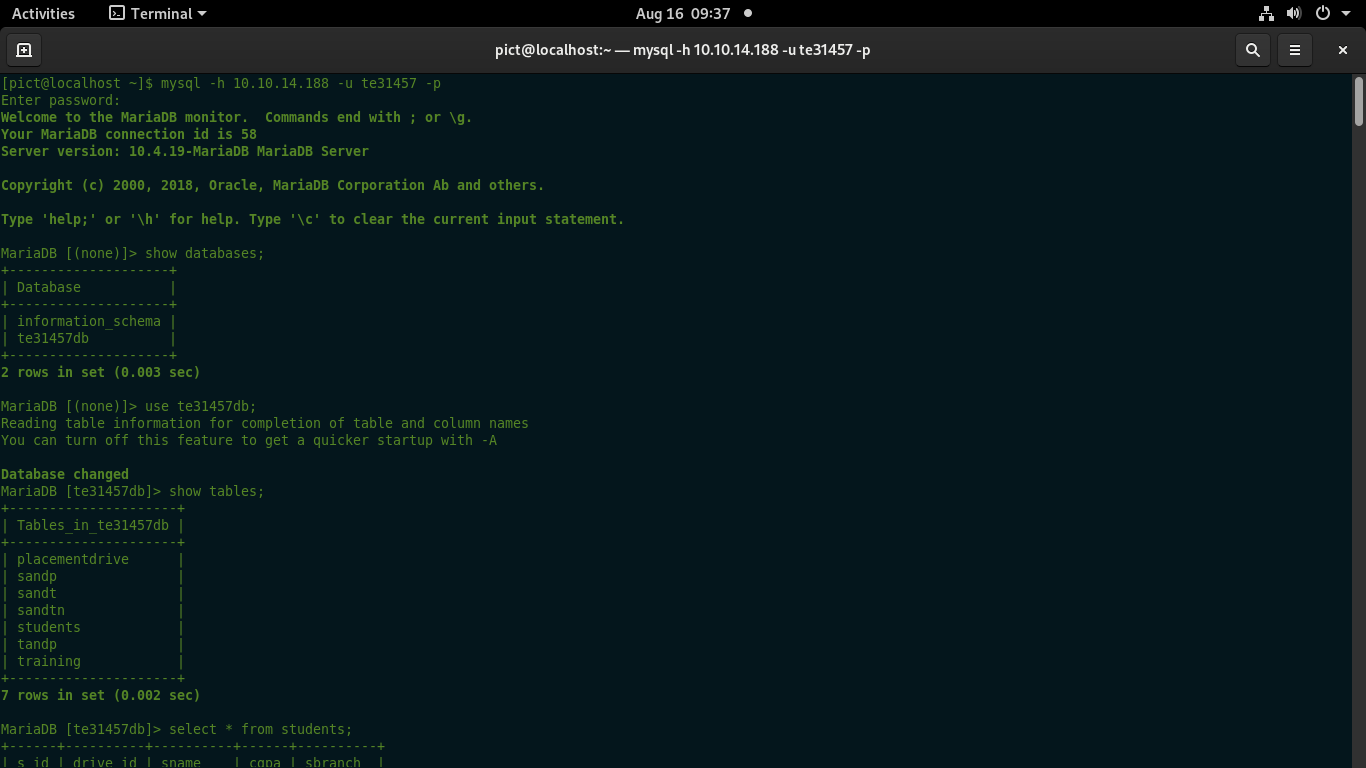 Activities Terminal Aug 16 09:37
pict@localhost:~ — mysql -h 10.10.14.188 -u te31457 -p
[pict@localhost ~]$ mysql -h 10.10.14.188 -u te31457 -p
Enter password:
Welcome to the MariaDB monitor.  Commands end with ; or \g.
Your MariaDB connection id is 58
Server version: 10.4.19-MariaDB MariaDB Server
Copyright (c) 2000, 2018, Oracle, MariaDB Corporation Ab and others.
Type 'help;' or '\h' for help. Type '\c' to clear the current input statement.
MariaDB [(none)]> show databases;
+--------------------+
| Database           |
+--------------------+
| information_schema |
| te31457db          |
+--------------------+
2 rows in set (0.003 sec)
MariaDB [(none)]> use te31457db;
Reading table information for completion of table and column names
You can turn off this feature to get a quicker startup with -A
Database changed
MariaDB [te31457db]> show tables;
+---------------------+
| Tables_in_te31457db |
+---------------------+
| placementdrive      |
| sandp               |
| sandt               |
| sandtn              |
| students            |
| tandp               |
| training            |
+---------------------+
7 rows in set (0.002 sec)
MariaDB [te31457db]> select * from students;
+------+----------+----------+------+----------+
| s_id | drive_id | sname    | cgpa | sbranch  |